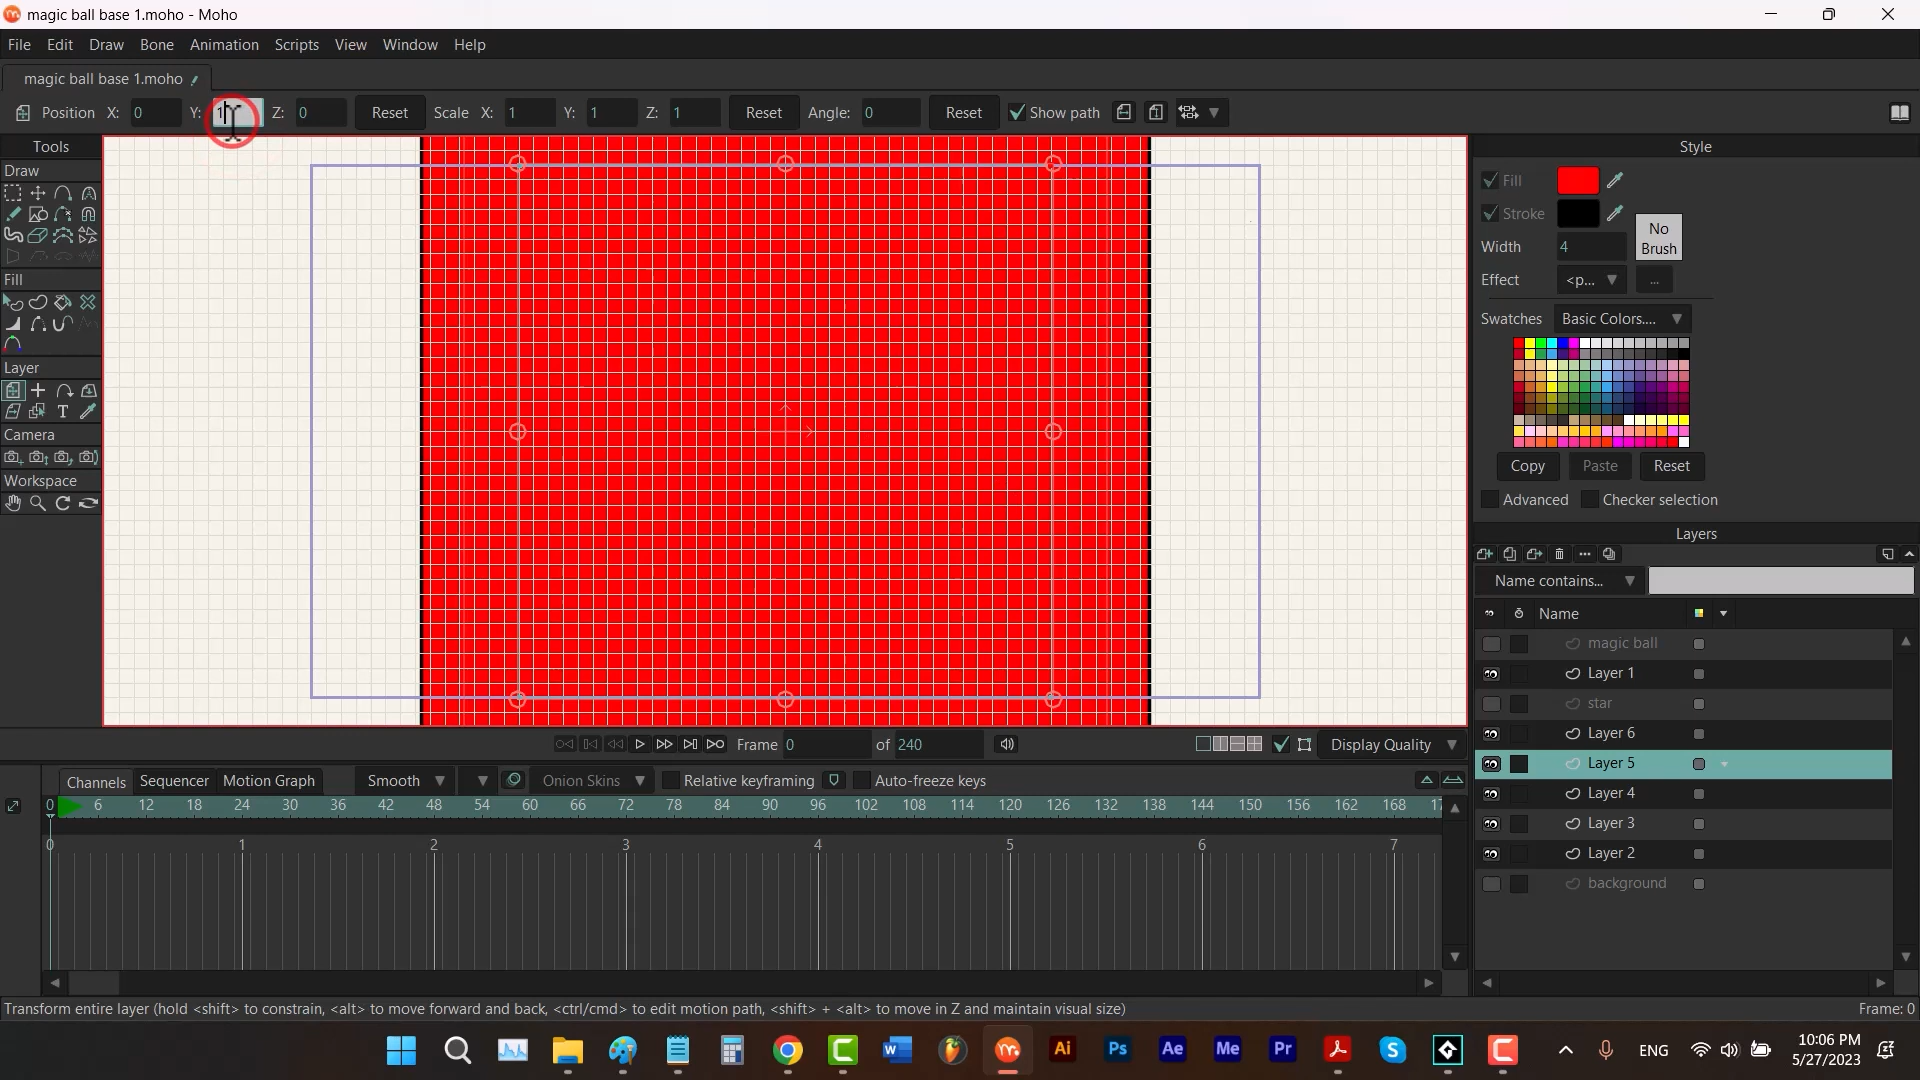 magic ball base 1.moho - Moho
File Edit Draw Bone Animation Scripts View Window Help
magic ball base 1.moho
Position X: 0 Y: 1 Z: 0 Reset Scale X: 1 Y: 1 Z: 1 Reset Angle: 0 Reset Show path
Tools
Draw
Fill
Layer
T
Camera
Workspace
Style
Fill
Stroke
No
Brush
Width 4
Effect <p... ...
Swatches Basic Colors....
Copy Paste Reset
Advanced Checker selection
Layers
Name contains...
Name
magic ball
Layer 1
star
Layer 6
Layer 5
Layer 4
Layer 3
Layer 2
background
Frame 0 of 240 Display Quality
Channels Sequencer Motion Graph Smooth Onion Skins Relative keyframing Auto-freeze keys
0 6 12 18 24 30 36 42 48 54 60 66 72 78 84 90 96 102 108 114 120 126 132 138 144 150 156 162 168 17
0 1 2 3 4 5 6 7
Transform entire layer (hold <shift> to constrain, <alt> to move forward and back, <ctrl/cmd> to edit motion path, <shift> + <alt> to move in Z and maintain visual size) Frame: 0
Ai Ps Ae Me Pr ENG 10:06 PM
5/27/2023